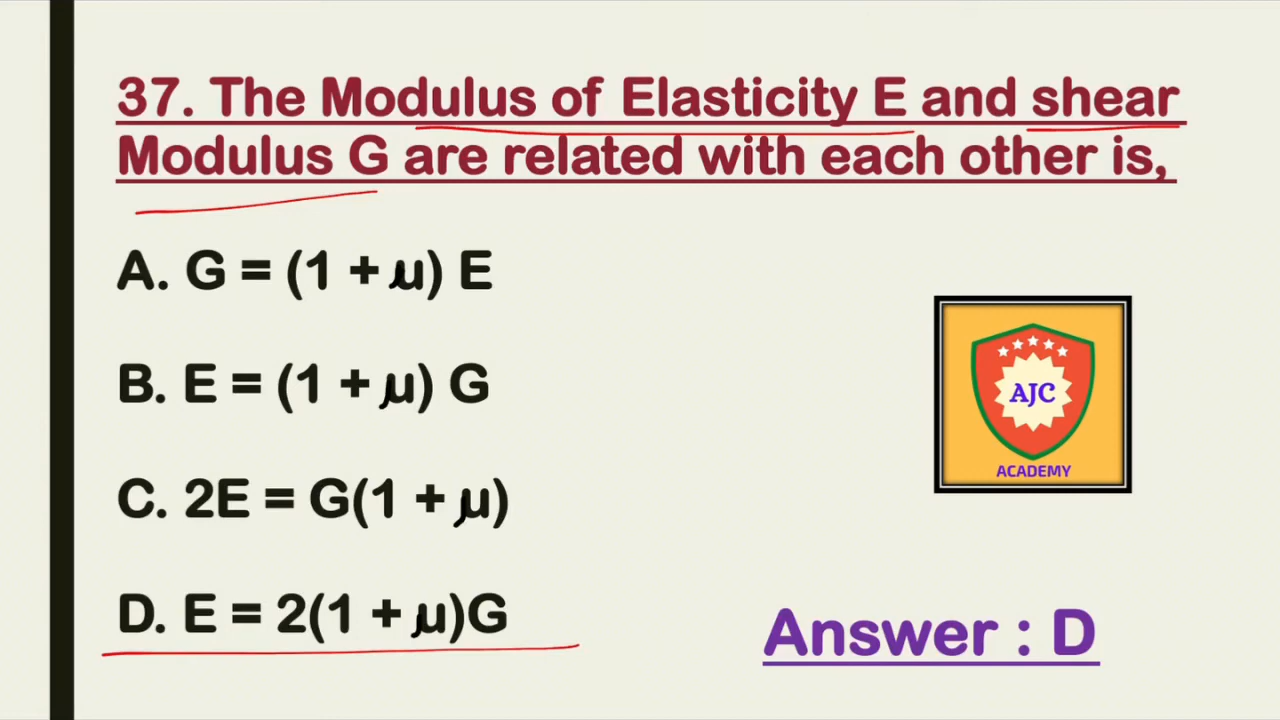 37. The Modulus of Elasticity E and shear
Modulus G are related with each other is,
A. G = (1 + μ) E
B. E = (1 + μ) G
C. 2E = G(1 + μ)
D. E = 2(1 + μ)G
AJC
ACADEMY
Answer : D